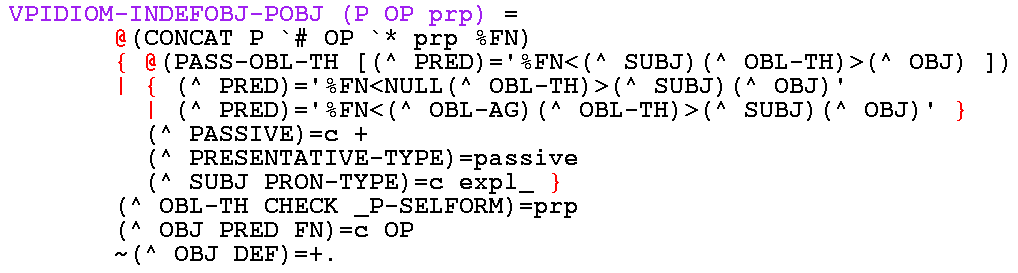 VPIDIOM-INDEFOBJ-POBJ (P OP prp) =
@(CONCAT P `# OP `* prp %FN)
{ @(PASS-OBL-TH [(^ PRED)='%FN<(^ SUBJ)(^ OBL-TH)>(^ OBJ) ])
| { (^ PRED)='%FN<NULL(^ OBL-TH)>(^ SUBJ)(^ OBJ)'
| (^ PRED)='%FN<(^ OBL-AG)(^ OBL-TH)>(^ SUBJ)(^ OBJ)' }
(^ PASSIVE)=c +
(^ PRESENTATIVE-TYPE)=passive
(^ SUBJ PRON-TYPE)=c expl_ }
(^ OBL-TH CHECK _P-SELFORM)=prp
(^ OBJ PRED FN)=c OP
~(^ OBJ DEF)=+.